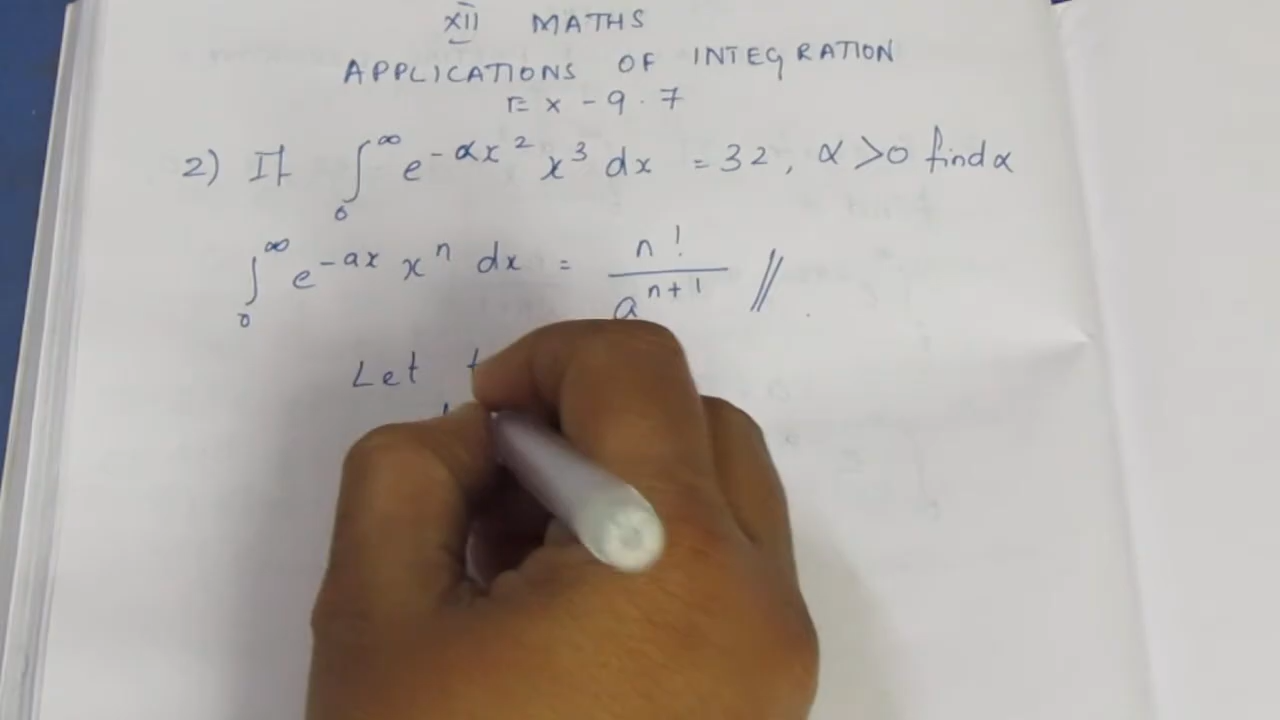 XII MATHS
APPLICATIONS OF INTEGRATION
Ex - 9.7
2) If ∫₀^∞ e^(-αx²) x³ dx = 32, α > 0 find α
∫₀^∞ e^(-ax) xⁿ dx = n! / a^(n+1) //
Let t